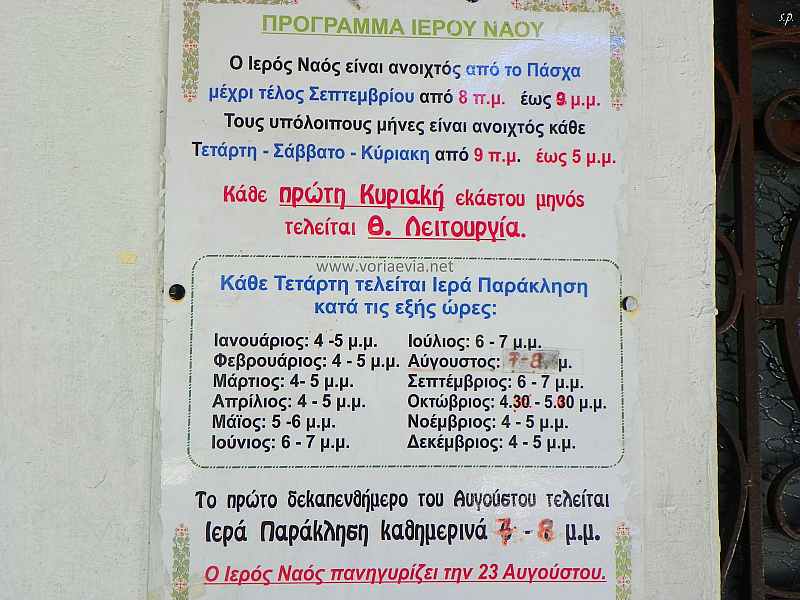 s.p.
ΠΡΟΓΡΑΜΜΑ ΙΕΡΟΥ ΝΑΟΥ
Ο Ιερός Ναός είναι ανοιχτός από το Πάσχα
μέχρι τέλος Σεπτεμβρίου από 8 π.μ. έως 9 μ.μ.
Τους υπόλοιπους μήνες είναι ανοιχτός κάθε
Τετάρτη - Σάββατο - Κύριακη από 9 π.μ. έως 5 μ.μ.
Κάθε πρώτη Κυριακή εκάστου μηνός
τελείται Θ. Λειτουργία.
www.voriaevia.net
Κάθε Τετάρτη τελείται Ιερά Παράκληση
κατά τις εξής ώρες:
Ιανουάριος: 4 -5 μ.μ.
Φεβρουάριος: 4 - 5 μ.μ.
Μάρτιος: 4- 5 μ.μ.
Απρίλιος: 4 - 5 μ.μ.
Μάϊος: 5 -6 μ.μ.
Ιούνιος: 6 - 7 μ.μ.
Ιούλιος: 6 - 7 μ.μ.
Αύγουστος: 7-8 μ.
Σεπτέμβριος: 6 - 7 μ.μ.
Οκτώβριος: 4.30 - 5.30 μ.μ.
Νοέμβριος: 4 - 5 μ.μ.
Δεκέμβριος: 4 - 5 μ.μ.
Το πρώτο δεκαπενθήμερο του Αυγούστου τελείται
Ιερά Παράκληση καθημερινά 7 - 8 μ.μ.
Ο Ιερός Ναός πανηγυρίζει την 23 Αυγούστου.